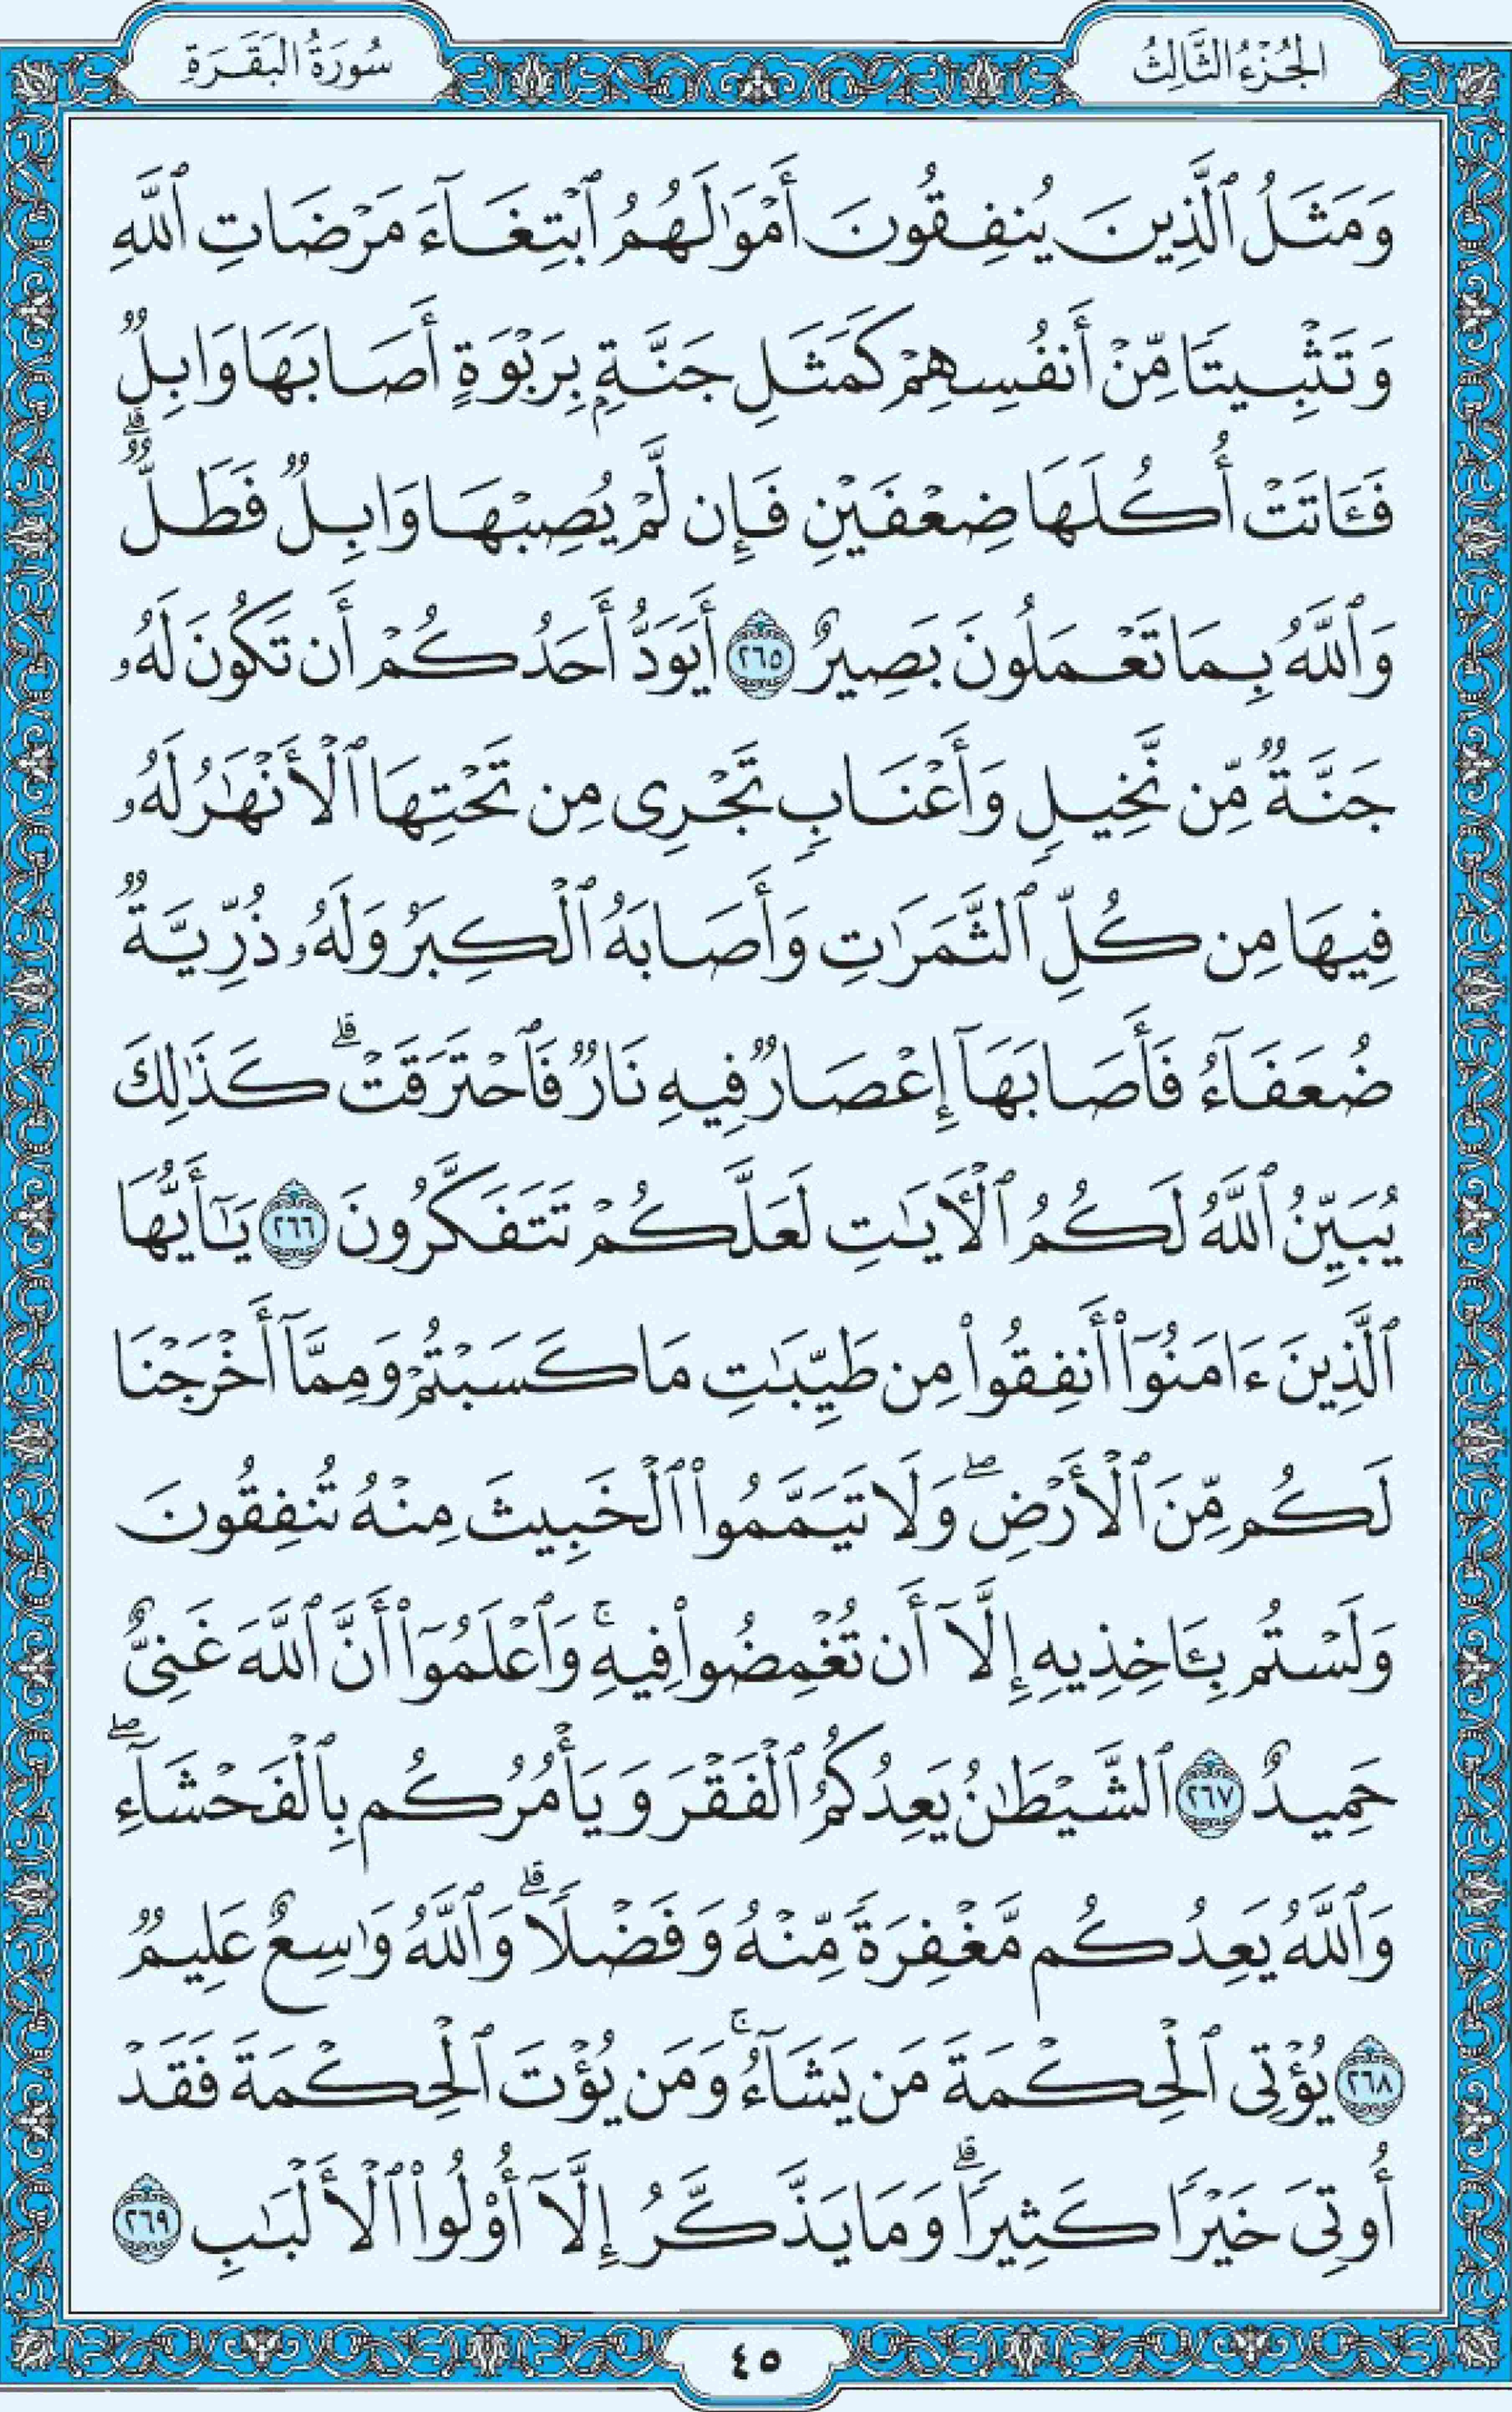 الجُزْءُ الثَّالِثُ
سُورَةُ البَقَرَةِ
وَمَثَلُ ٱلَّذِينَ يُنفِقُونَ أَمْوَٰلَهُمُ ٱبْتِغَآءَ مَرْضَاتِ ٱللَّهِ
وَتَثْبِيتًا مِّنْ أَنفُسِهِمْ كَمَثَلِ جَنَّةٍۭ بِرَبْوَةٍ أَصَابَهَا وَابِلٌ
فَـَٔاتَتْ أُكُلَهَا ضِعْفَيْنِ فَإِن لَّمْ يُصِبْهَا وَابِلٌ فَطَلٌّ ۗ
وَٱللَّهُ بِمَا تَعْمَلُونَ بَصِيرٌ ٢٦٥ أَيَوَدُّ أَحَدُكُمْ أَن تَكُونَ لَهُۥ
جَنَّةٌ مِّن نَّخِيلٍ وَأَعْنَابٍ تَجْرِى مِن تَحْتِهَا ٱلْأَنْهَٰرُ لَهُۥ
فِيهَا مِن كُلِّ ٱلثَّمَرَٰتِ وَأَصَابَهُ ٱلْكِبَرُ وَلَهُۥ ذُرِّيَّةٌ
ضُعَفَآءُ فَأَصَابَهَآ إِعْصَارٌ فِيهِ نَارٌ فَٱحْتَرَقَتْ ۗ كَذَٰلِكَ
يُبَيِّنُ ٱللَّهُ لَكُمُ ٱلْـَٔايَٰتِ لَعَلَّكُمْ تَتَفَكَّرُونَ ٢٦٦ يَٰٓأَيُّهَا
ٱلَّذِينَ ءَامَنُوٓا۟ أَنفِقُوا۟ مِن طَيِّبَٰتِ مَا كَسَبْتُمْ وَمِمَّآ أَخْرَجْنَا
لَكُم مِّنَ ٱلْأَرْضِ ۖ وَلَا تَيَمَّمُوا۟ ٱلْخَبِيثَ مِنْهُ تُنفِقُونَ
وَلَسْتُم بِـَٔاخِذِيهِ إِلَّآ أَن تُغْمِضُوا۟ فِيهِ ۚ وَٱعْلَمُوٓا۟ أَنَّ ٱللَّهَ غَنِىٌّ
حَمِيدٌ ٢٦٧ ٱلشَّيْطَٰنُ يَعِدُكُمُ ٱلْفَقْرَ وَيَأْمُرُكُم بِٱلْفَحْشَآءِ ۖ
وَٱللَّهُ يَعِدُكُم مَّغْفِرَةً مِّنْهُ وَفَضْلًا ۗ وَٱللَّهُ وَٰسِعٌ عَلِيمٌ
٢٦٨ يُؤْتِى ٱلْحِكْمَةَ مَن يَشَآءُ ۚ وَمَن يُؤْتَ ٱلْحِكْمَةَ فَقَدْ
أُوتِىَ خَيْرًا كَثِيرًا ۗ وَمَا يَذَّكَّرُ إِلَّآ أُو۟لُوا۟ ٱلْأَلْبَٰبِ ٢٦٩
٤٥